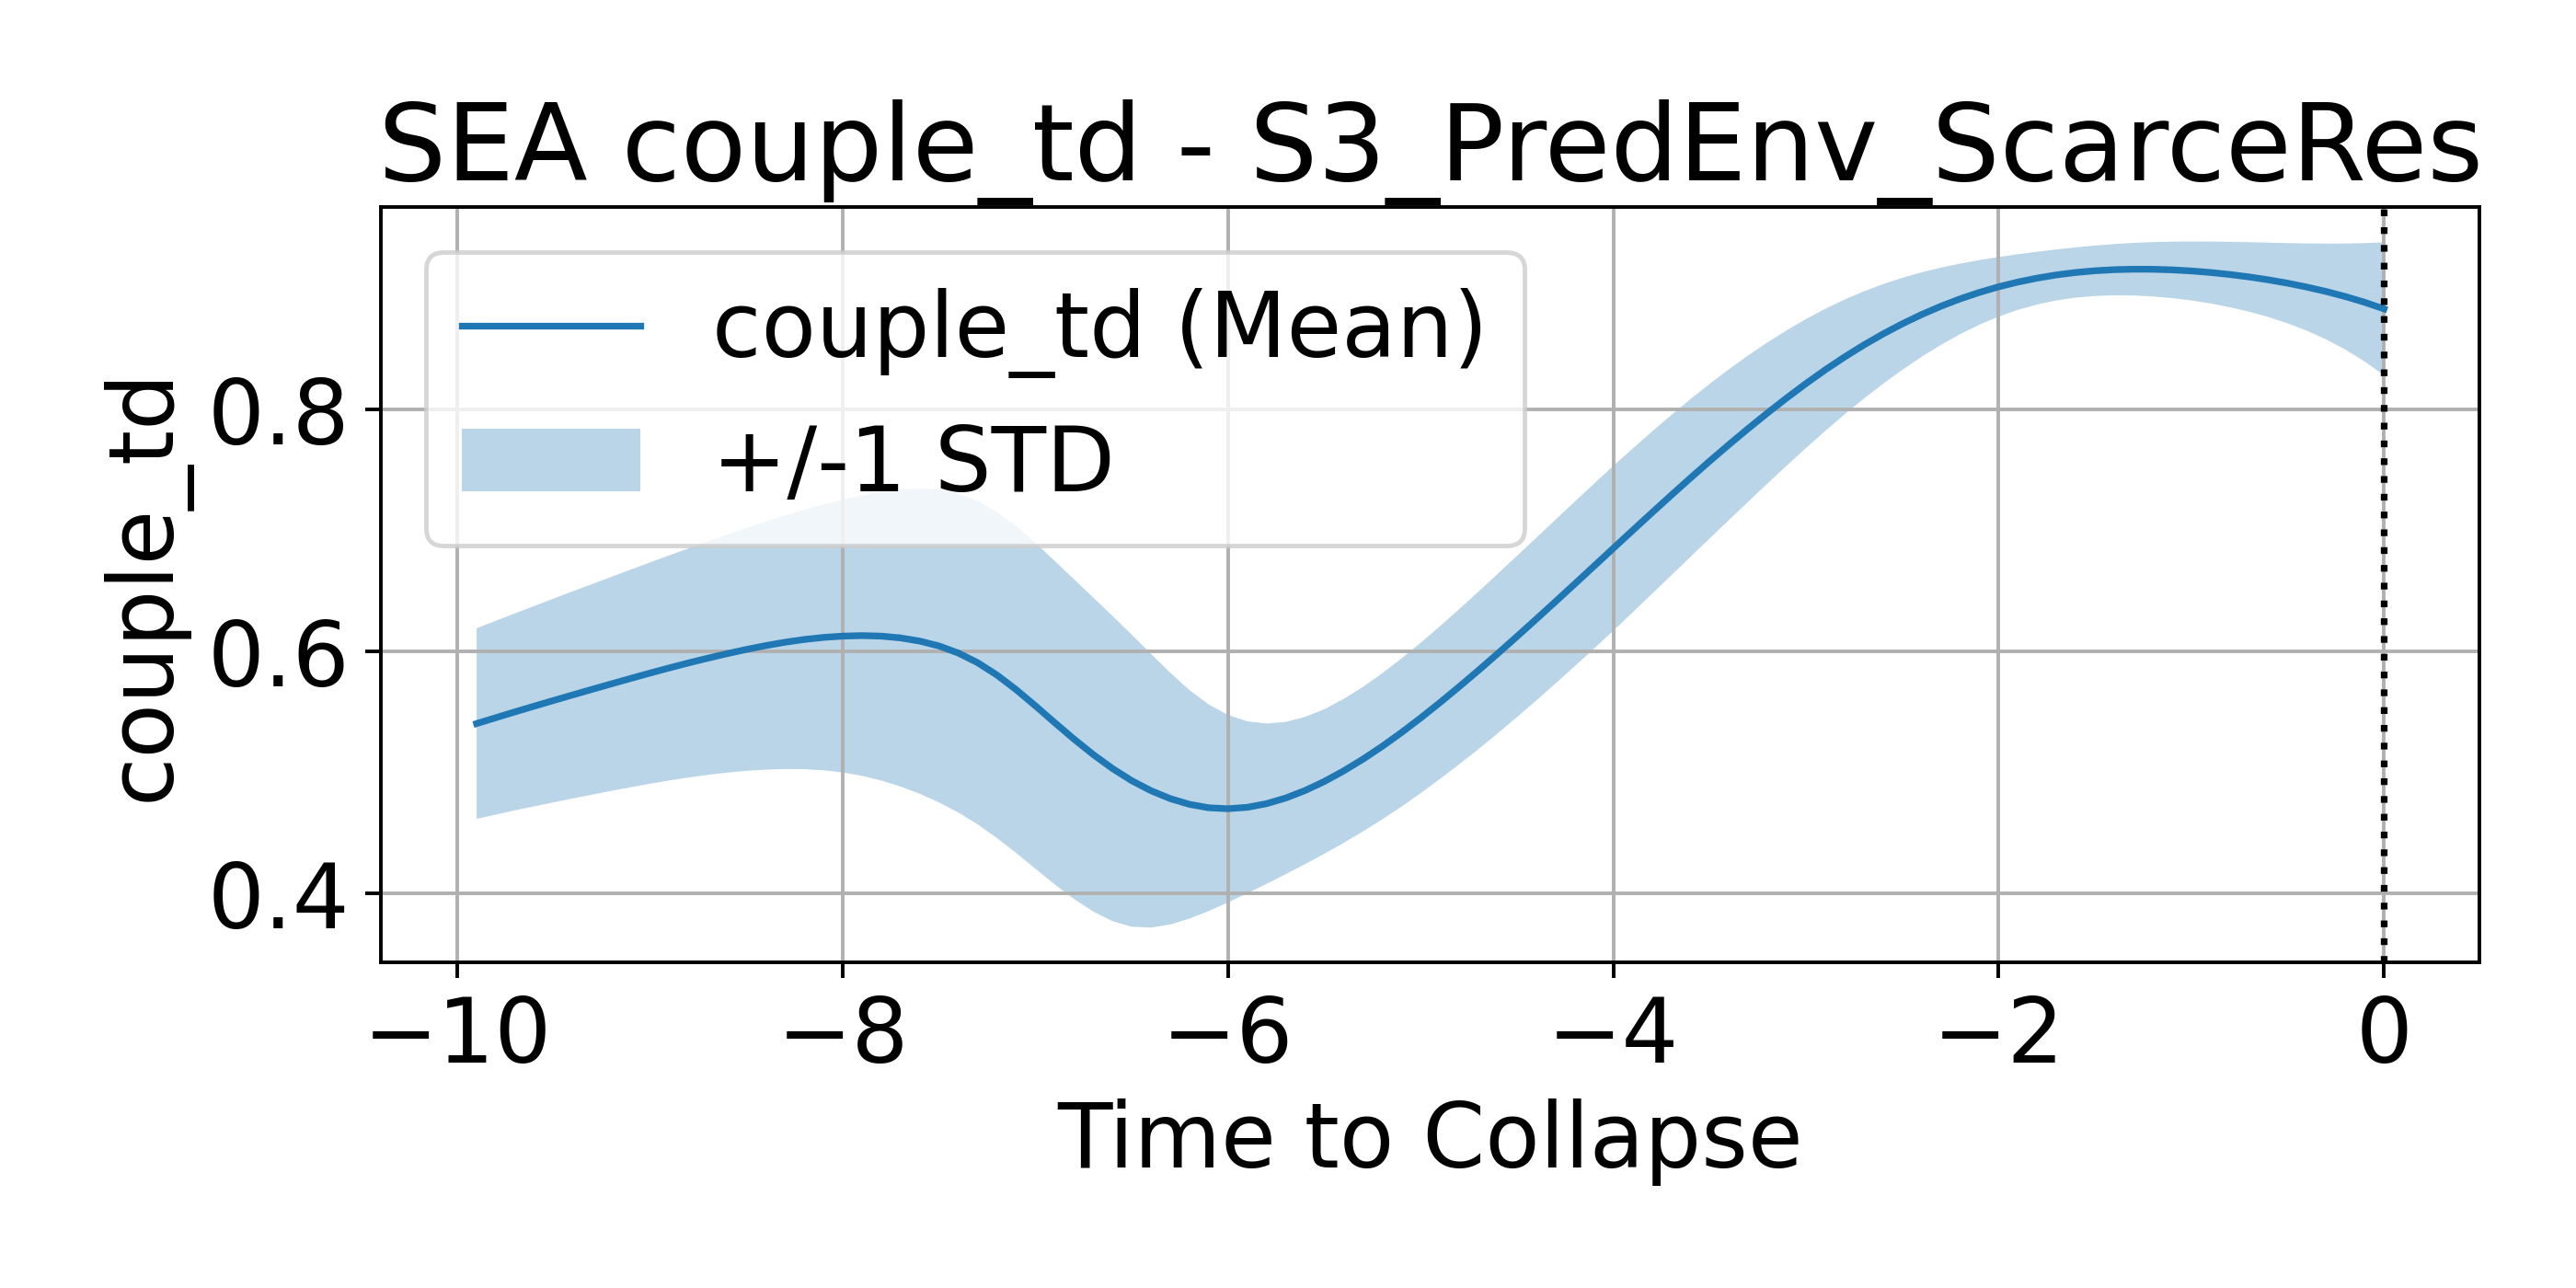 SEA couple_td - S3_PredEnv_ScarceRes
couple_td (Mean)
+/-1 STD
couple_td
0.8
0.6
0.4
−10 −8 −6 −4 −2 0
Time to Collapse